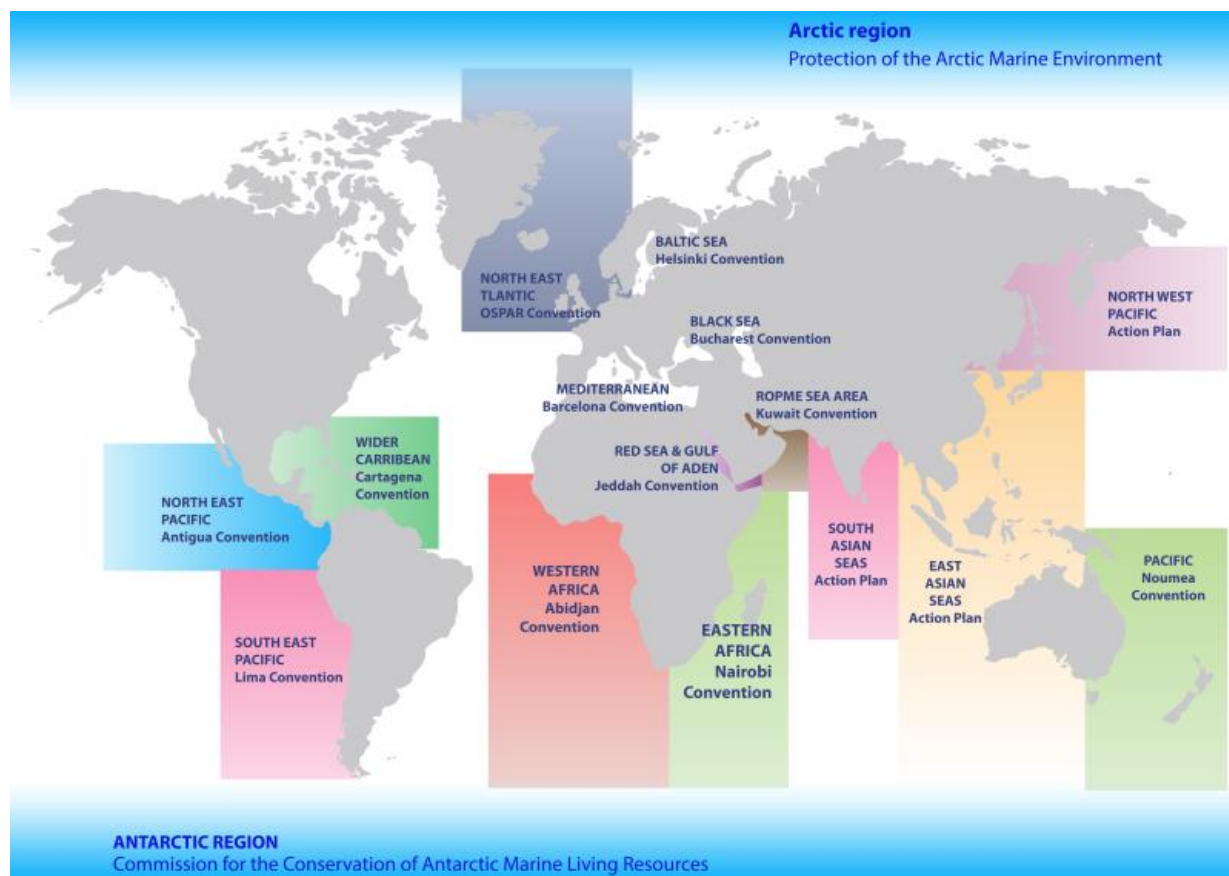 Arctic region
Protection of the Arctic Marine Environment
BALTIC SEA
Helsinki Convention
NORTH EAST
TLANTIC
OSPAR Convention
NORTH WEST
PACIFIC
Action Plan
BLACK SEA
Bucharest Convention
MEDITERRANEAN
Barcelona Convention
ROPME SEA AREA
Kuwait Convention
WIDER
CARRIBEAN
Cartagena
Convention
RED SEA & GULF
OF ADEN
Jeddah Convention
NORTH EAST
PACIFIC
Antigua Convention
SOUTH
ASIAN
SEAS
Action Plan
WESTERN
AFRICA
Abidjan
Convention
EAST
ASIAN
SEAS
Action Plan
PACIFIC
Noumea
Convention
SOUTH EAST
PACIFIC
Lima Convention
EASTERN
AFRICA
Nairobi
Convention
ANTARCTIC REGION
Commission for the Conservation of Antarctic Marine Living Resources